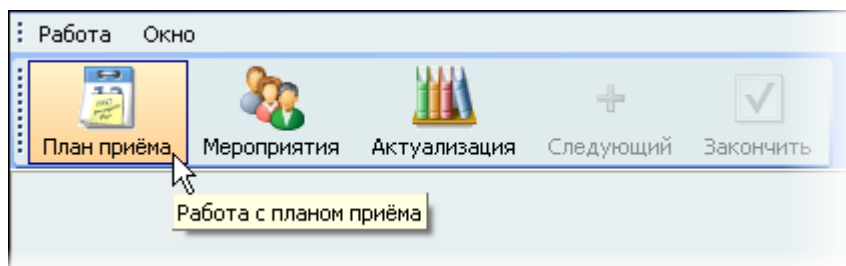 Работа Окно
План приёма Мероприятия Актуализация Следующий Закончить
Работа с планом приёма